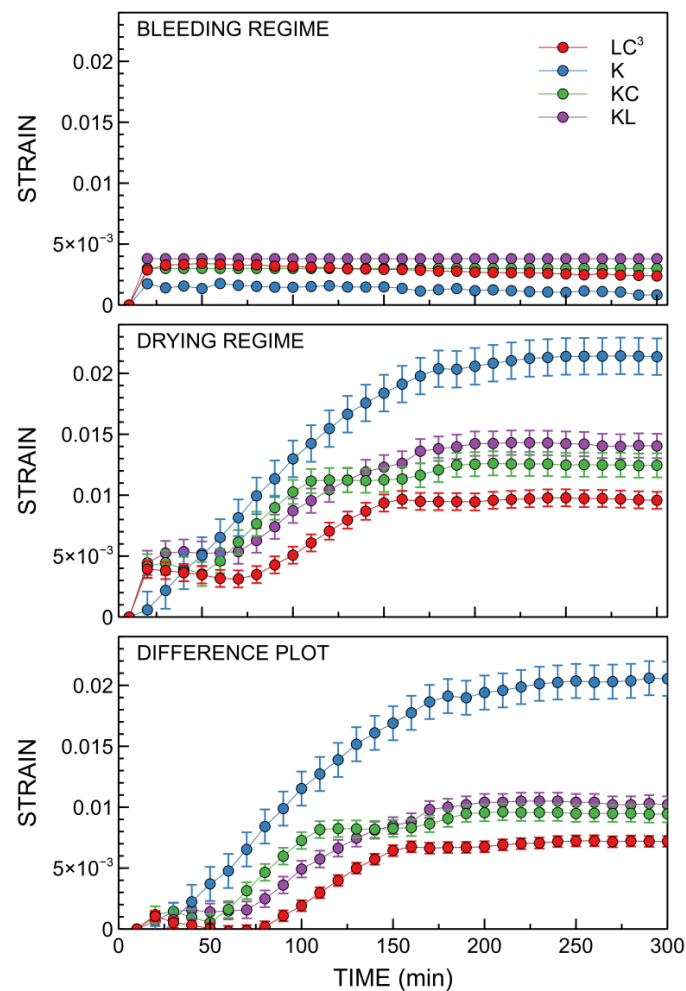 BLEEDING REGIME
LC³
K
KC
KL
0.02
0.015
0.01
5×10⁻³
0
STRAIN
DRYING REGIME
0.02
0.015
0.01
5×10⁻³
0
STRAIN
DIFFERENCE PLOT
0.02
0.015
0.01
5×10⁻³
0
STRAIN
0 50 100 150 200 250 300
TIME (min)